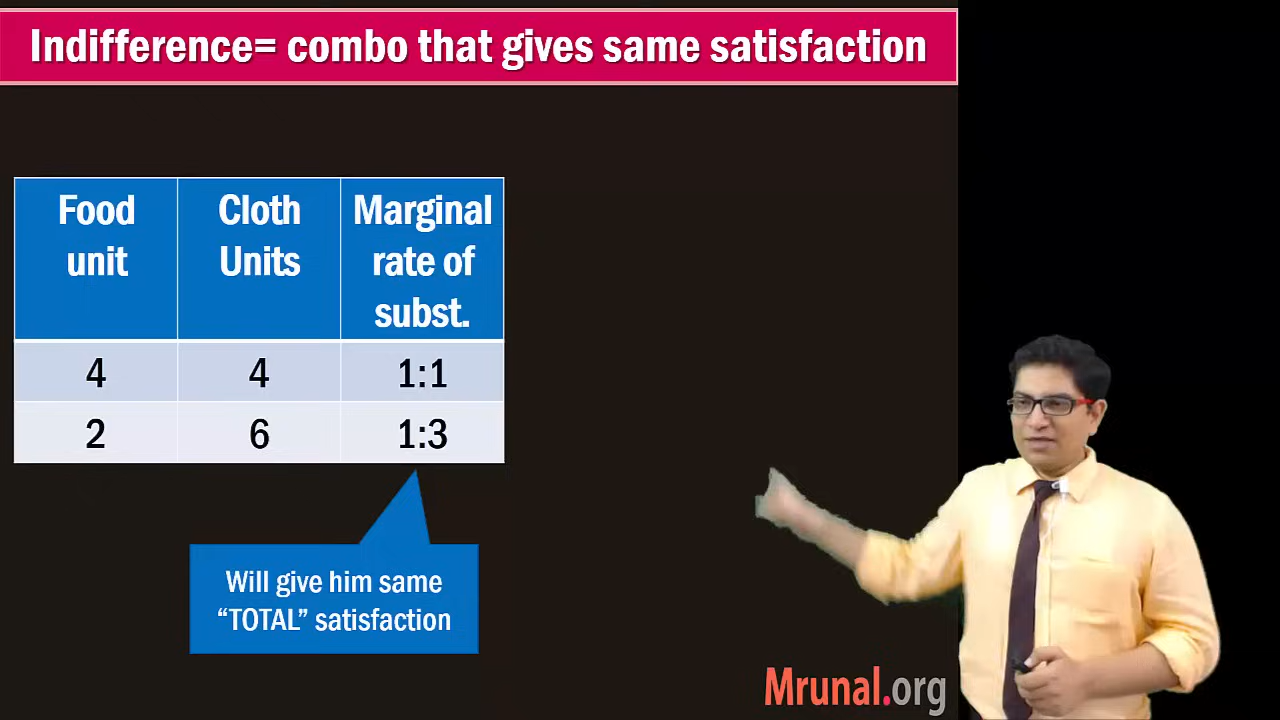 Indifference= combo that gives same satisfaction
Food unit
Cloth Units
Marginal rate of subst.
4 4 1:1
2 6 1:3
Will give him same
“TOTAL” satisfaction
Mrunal.org